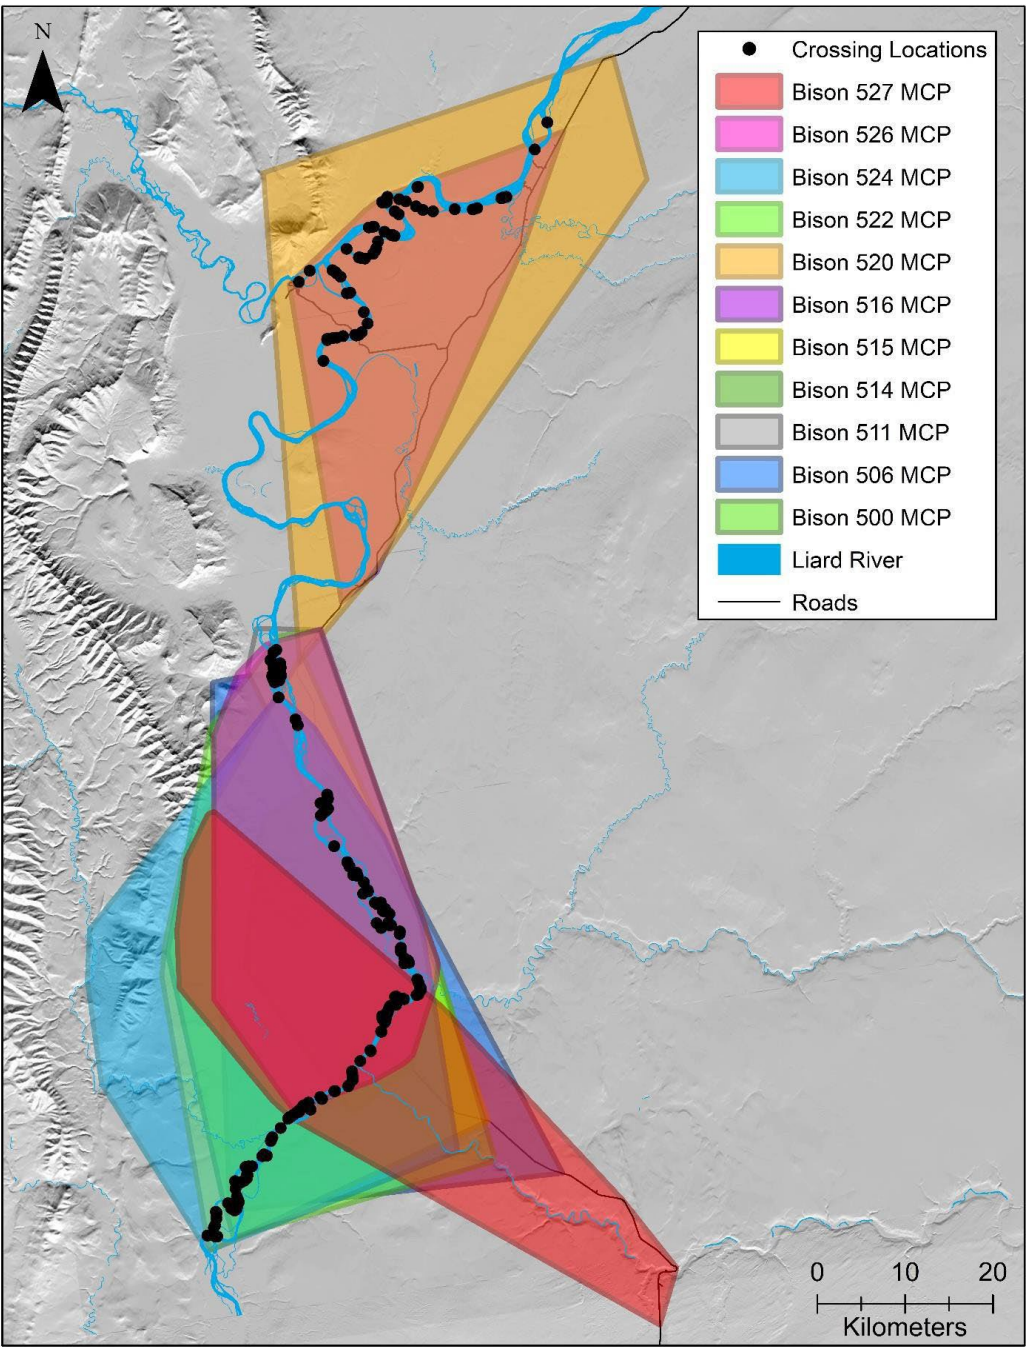 N
Crossing Locations
Bison 527 MCP
Bison 526 MCP
Bison 524 MCP
Bison 522 MCP
Bison 520 MCP
Bison 516 MCP
Bison 515 MCP
Bison 514 MCP
Bison 511 MCP
Bison 506 MCP
Bison 500 MCP
Liard River
Roads
0 10 20
Kilometers